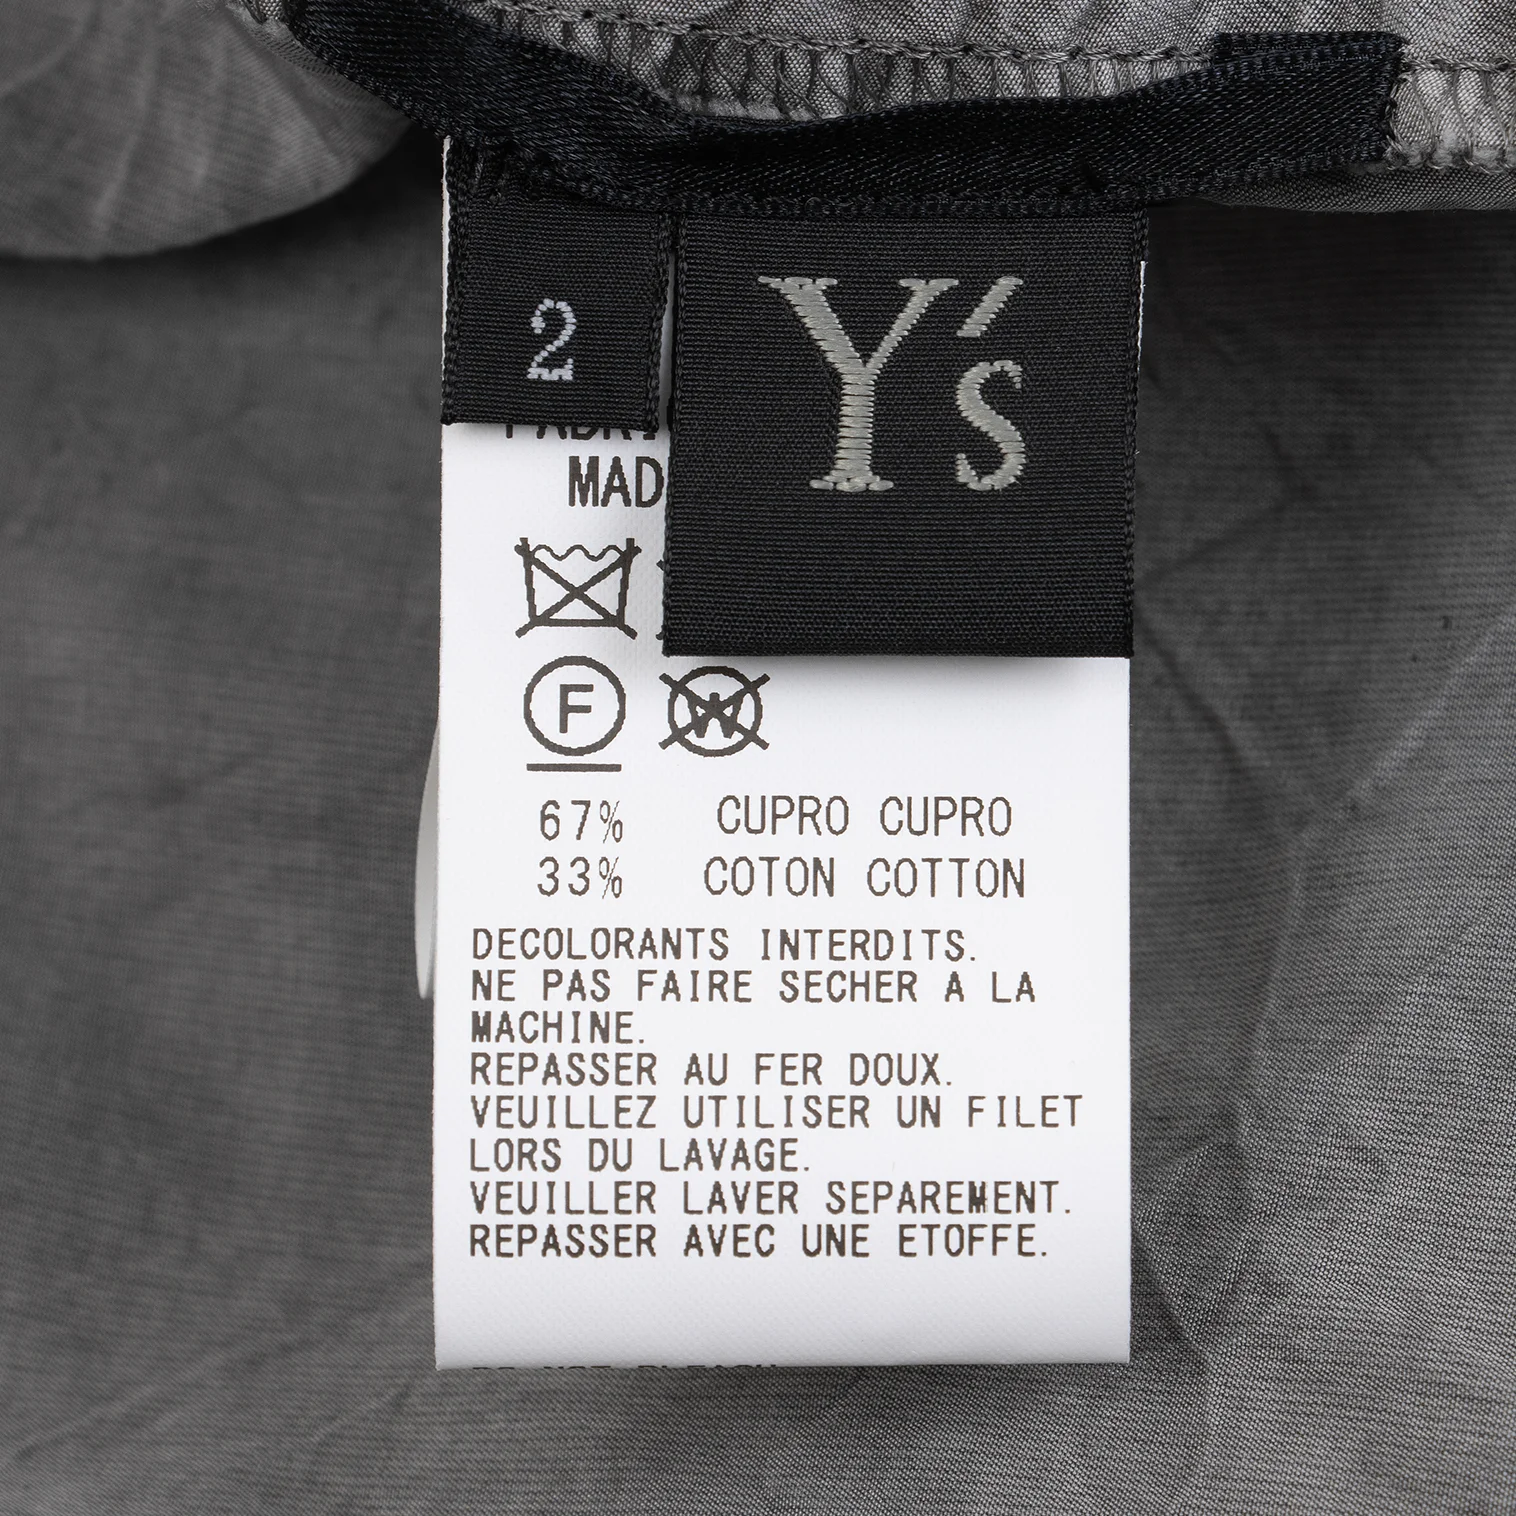 2
Y's
MAD
F
W
67% CUPRO CUPRO
33% COTON COTTON
DECOLORANTS INTERDITS.
NE PAS FAIRE SECHER A LA
MACHINE.
REPASSER AU FER DOUX.
VEUILLEZ UTILISER UN FILET
LORS DU LAVAGE.
VEUILLER LAVER SEPAREMENT.
REPASSER AVEC UNE ETOFFE.